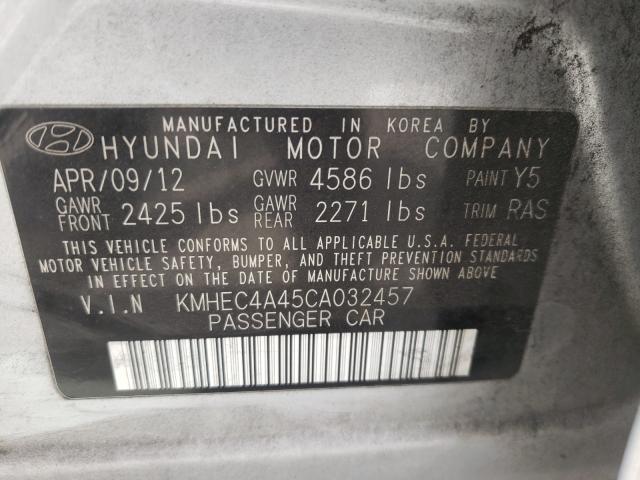 MANUFACTURED IN KOREA BY
HYUNDAI MOTOR COMPANY
APR/09/12 GVWR 4586 lbs PAINT Y5
GAWR FRONT 2425 lbs GAWR REAR 2271 lbs TRIM RAS
THIS VEHICLE CONFORMS TO ALL APPLICABLE U.S.A. FEDERAL
MOTOR VEHICLE SAFETY, BUMPER, AND THEFT PREVENTION STANDARDS
IN EFFECT ON THE DATE OF MANUFACTURE SHOWN ABOVE
V.I.N KMHEC4A45CA032457
PASSENGER CAR